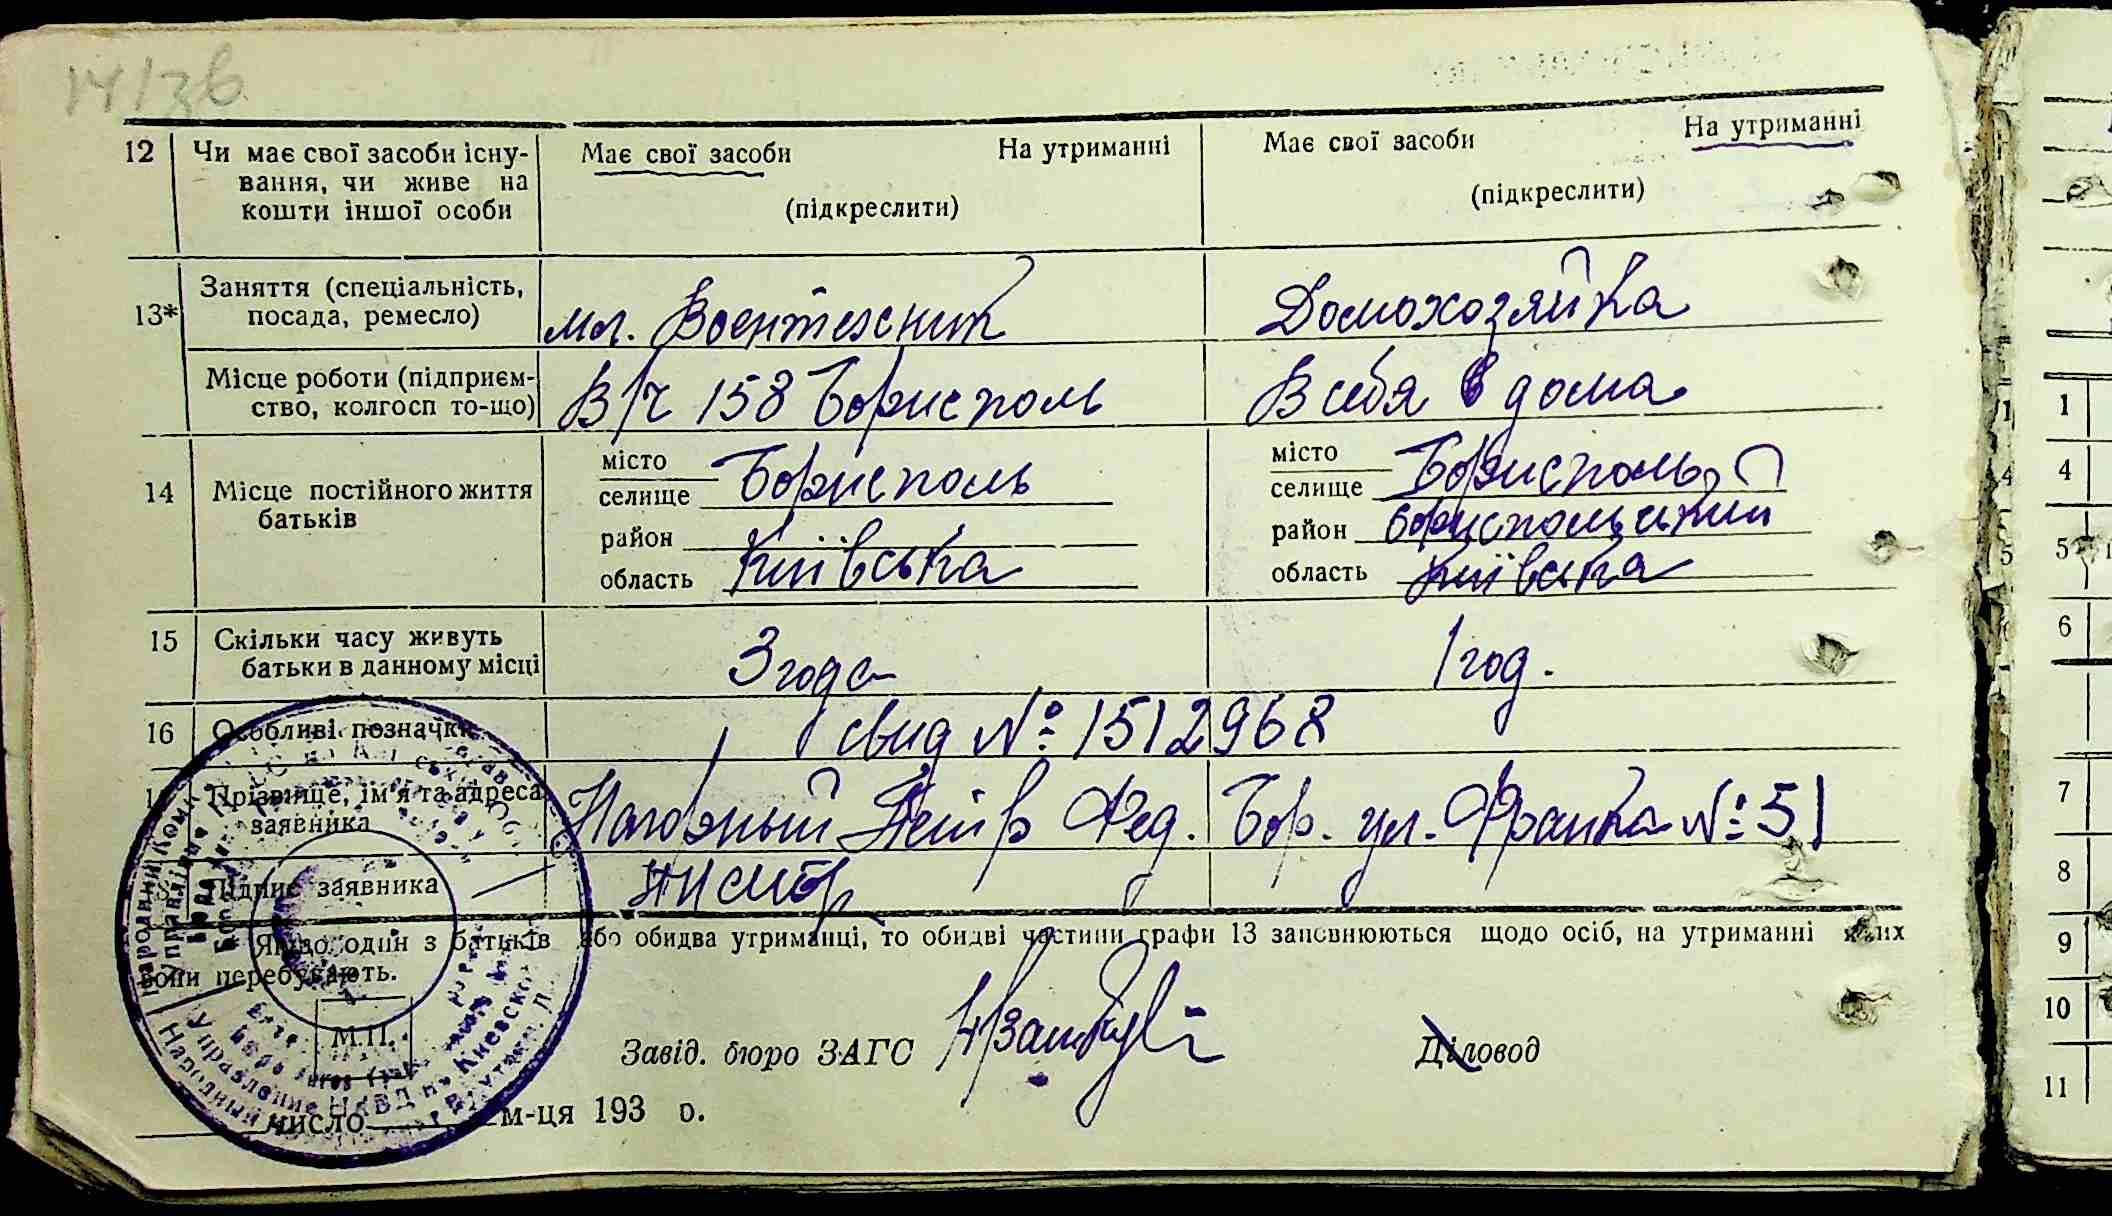 12 Чи має свої засоби існу- Має свої засоби На утриманні Має свої засоби На утриманні
вання, чи живе на
кошти іншої особи (підкреслити) (підкреслити)
13* Заняття (спеціальність,
посада, ремесло) мл. Воентехник Домохозяйка
Місце роботи (підприєм-
ство, колгосп то-що) В/ч 158 Борисполь В себя в дома
14 Місце постійного життя
батьків
місто Борисполь місто Борисполь
селище селище
район район Бориспольський
область Київська область Київська
15 Скільки часу живуть
батьки в данному місці 3 года 1 год.
16 Особливі позначки свид № 1512968
Прізвище, ім'я та адреса
заявника Петр Фед. Бор. ул. Франка № 51
Підпис заявника
Якщо один з батьків або обидва утриманці, то обидві частини графи 13 заповнюються щодо осіб, на утриманні яких
вони перебувають.
М.П.
Завід. бюро ЗАГС Діловод
число м-ця 193 р.
1
4
5
6
7
8
9
10
11